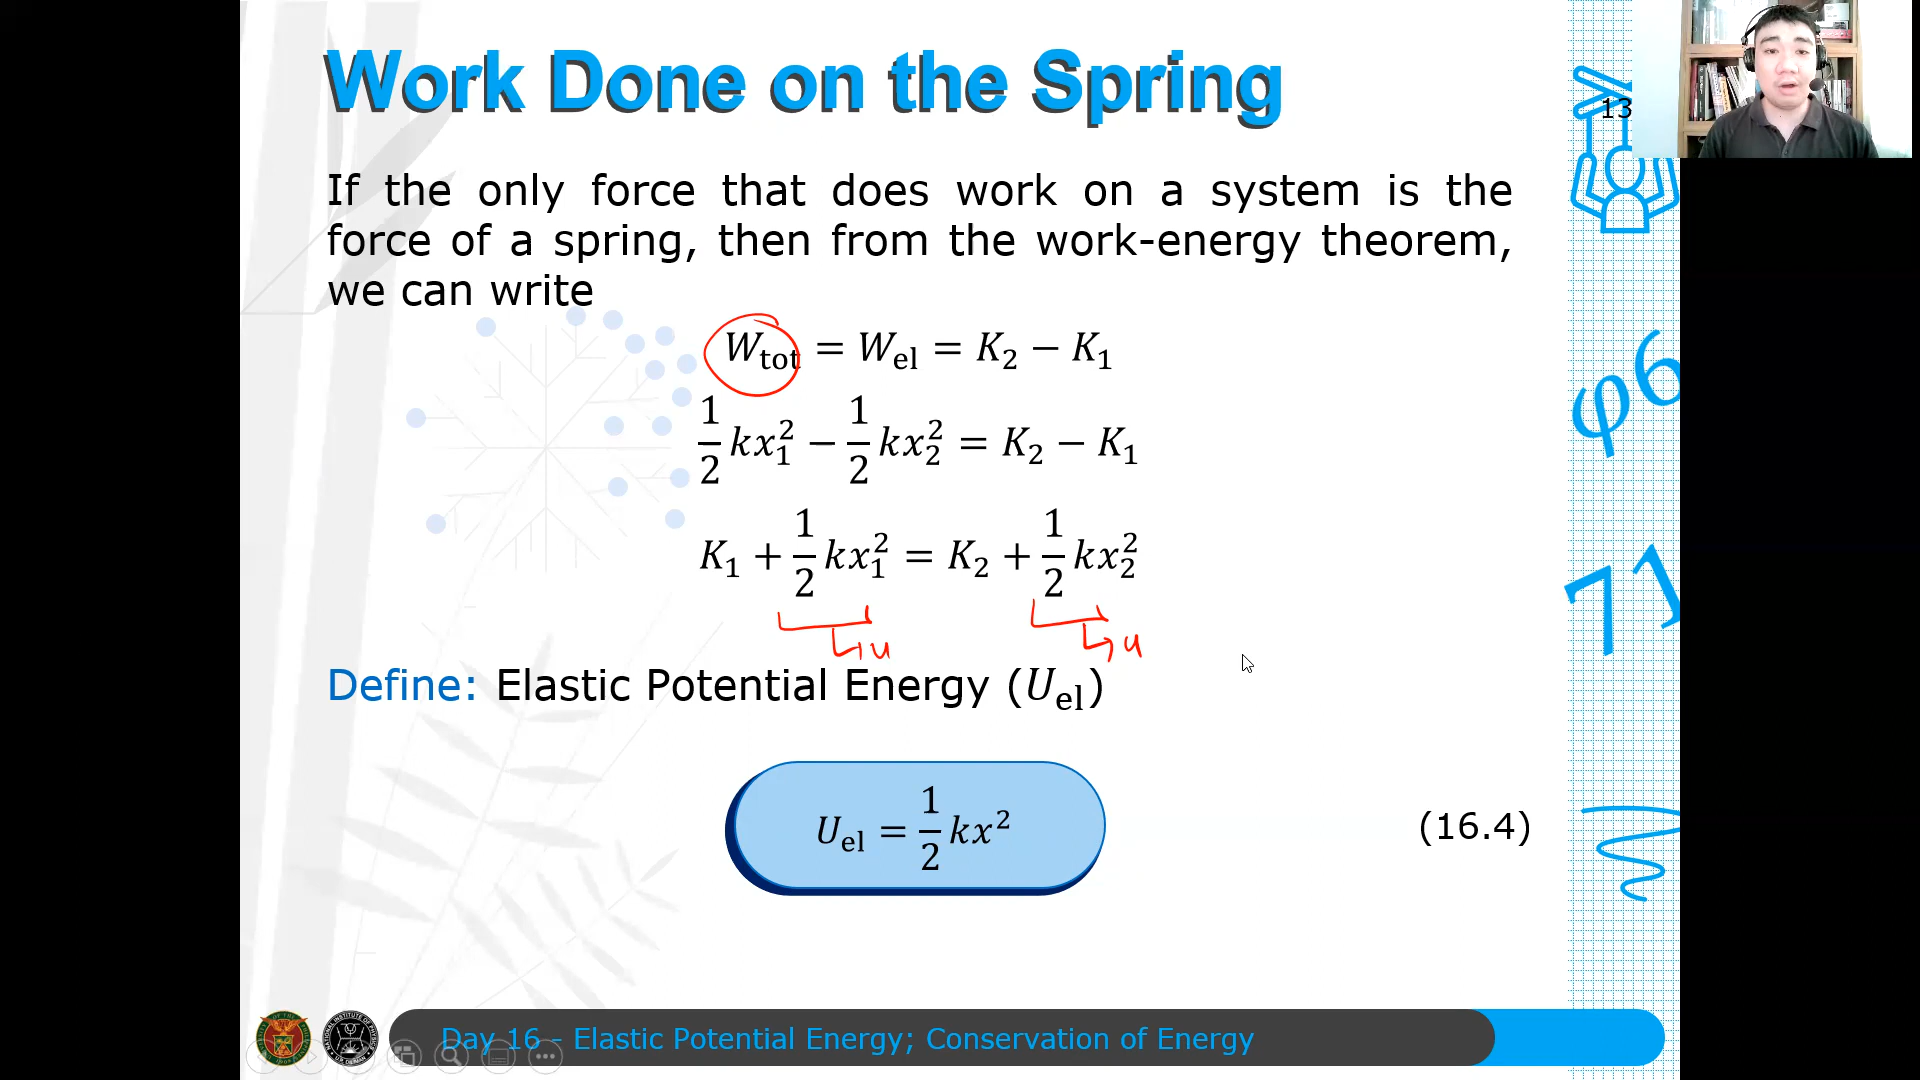 Work Done on the Spring
13
If the only force that does work on a system is the
force of a spring, then from the work-energy theorem,
we can write
W_tot = W_el = K_2 − K_1
1/2 kx_1^2 − 1/2 kx_2^2 = K_2 − K_1
K_1 + 1/2 kx_1^2 = K_2 + 1/2 kx_2^2
u u
Define: Elastic Potential Energy (U_el)
U_el = 1/2 kx^2 (16.4)
Day 16 – Elastic Potential Energy; Conservation of Energy
φ6
71